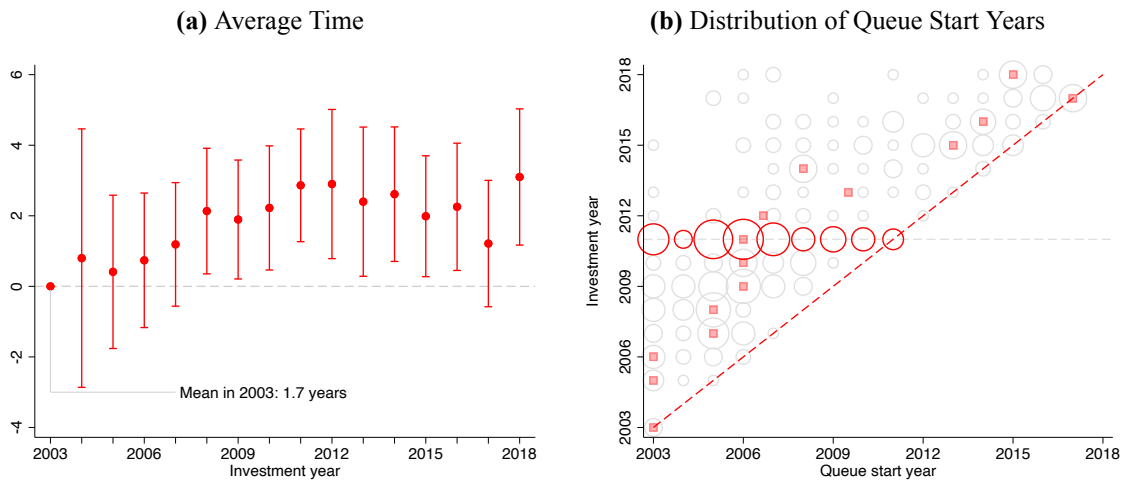 (a) Average Time
6
4
2
0
-2
-4
Mean in 2003: 1.7 years
2003 2006 2009 2012 2015 2018
Investment year
(b) Distribution of Queue Start Years
Investment year
2018
2015
2012
2009
2006
2003
2003 2006 2009 2012 2015 2018
Queue start year